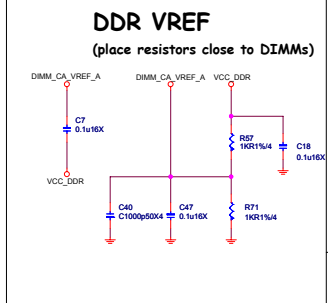 DDR VREF
(place resistors close to DIMMs)
DIMM_CA_VREF_A
DIMM_CA_VREF_A
VCC_DDR
C7
0.1u16X
R57
1KR1%/4
C18
0.1u16X
VCC_DDR
C40
C1000p50X4
C47
0.1u16X
R71
1KR1%/4